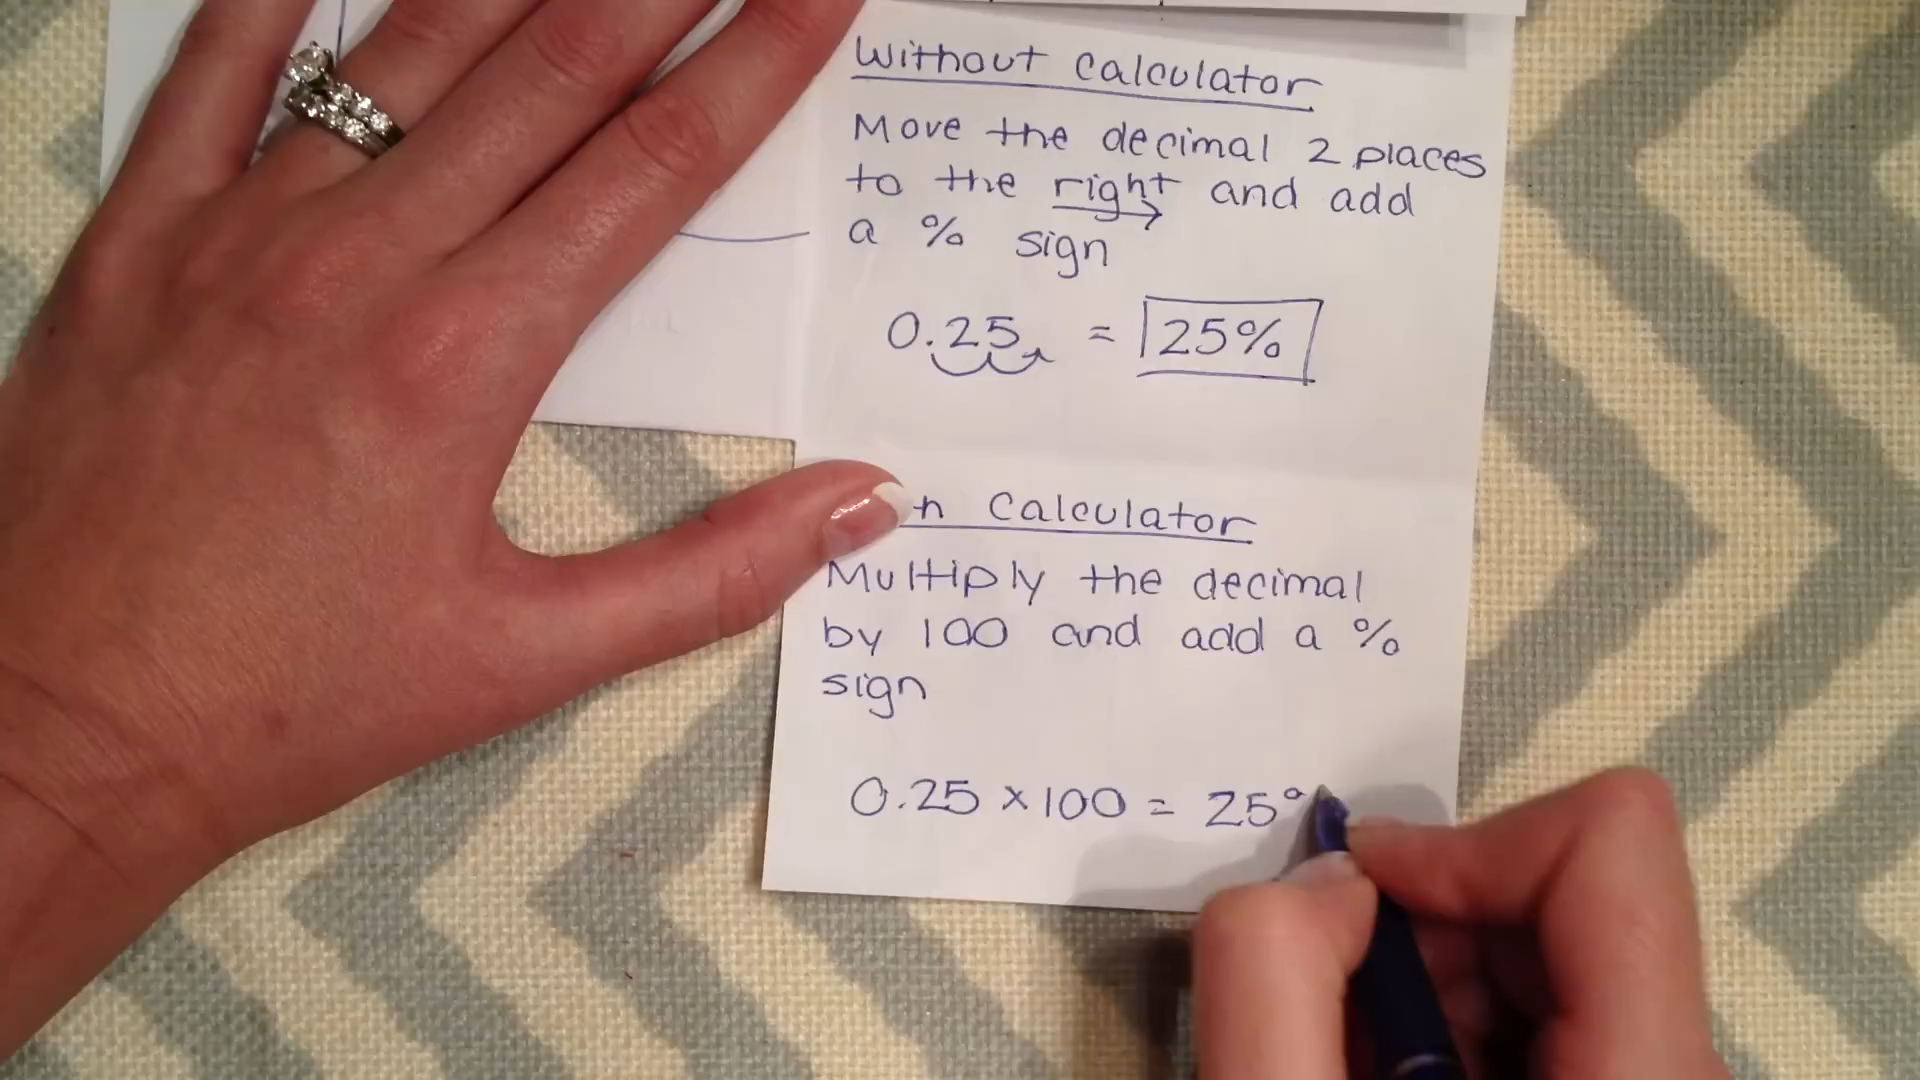 Without Calculator
Move the decimal 2 places
to the right and add
a % sign
0.25 = 25%
n Calculator
Multiply the decimal
by 100 and add a %
sign
0.25 x 100 = 25%